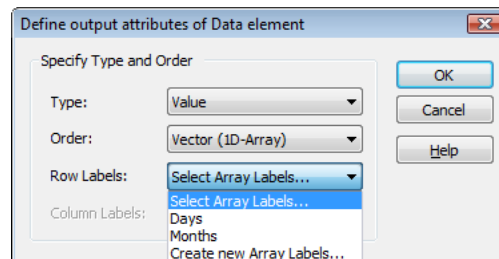 Define output attributes of Data element
Specify Type and Order
Type: Value
Order: Vector (1D-Array)
Row Labels: Select Array Labels...
Column Labels:
Select Array Labels...
Days
Months
Create new Array Labels...
OK
Cancel
Help